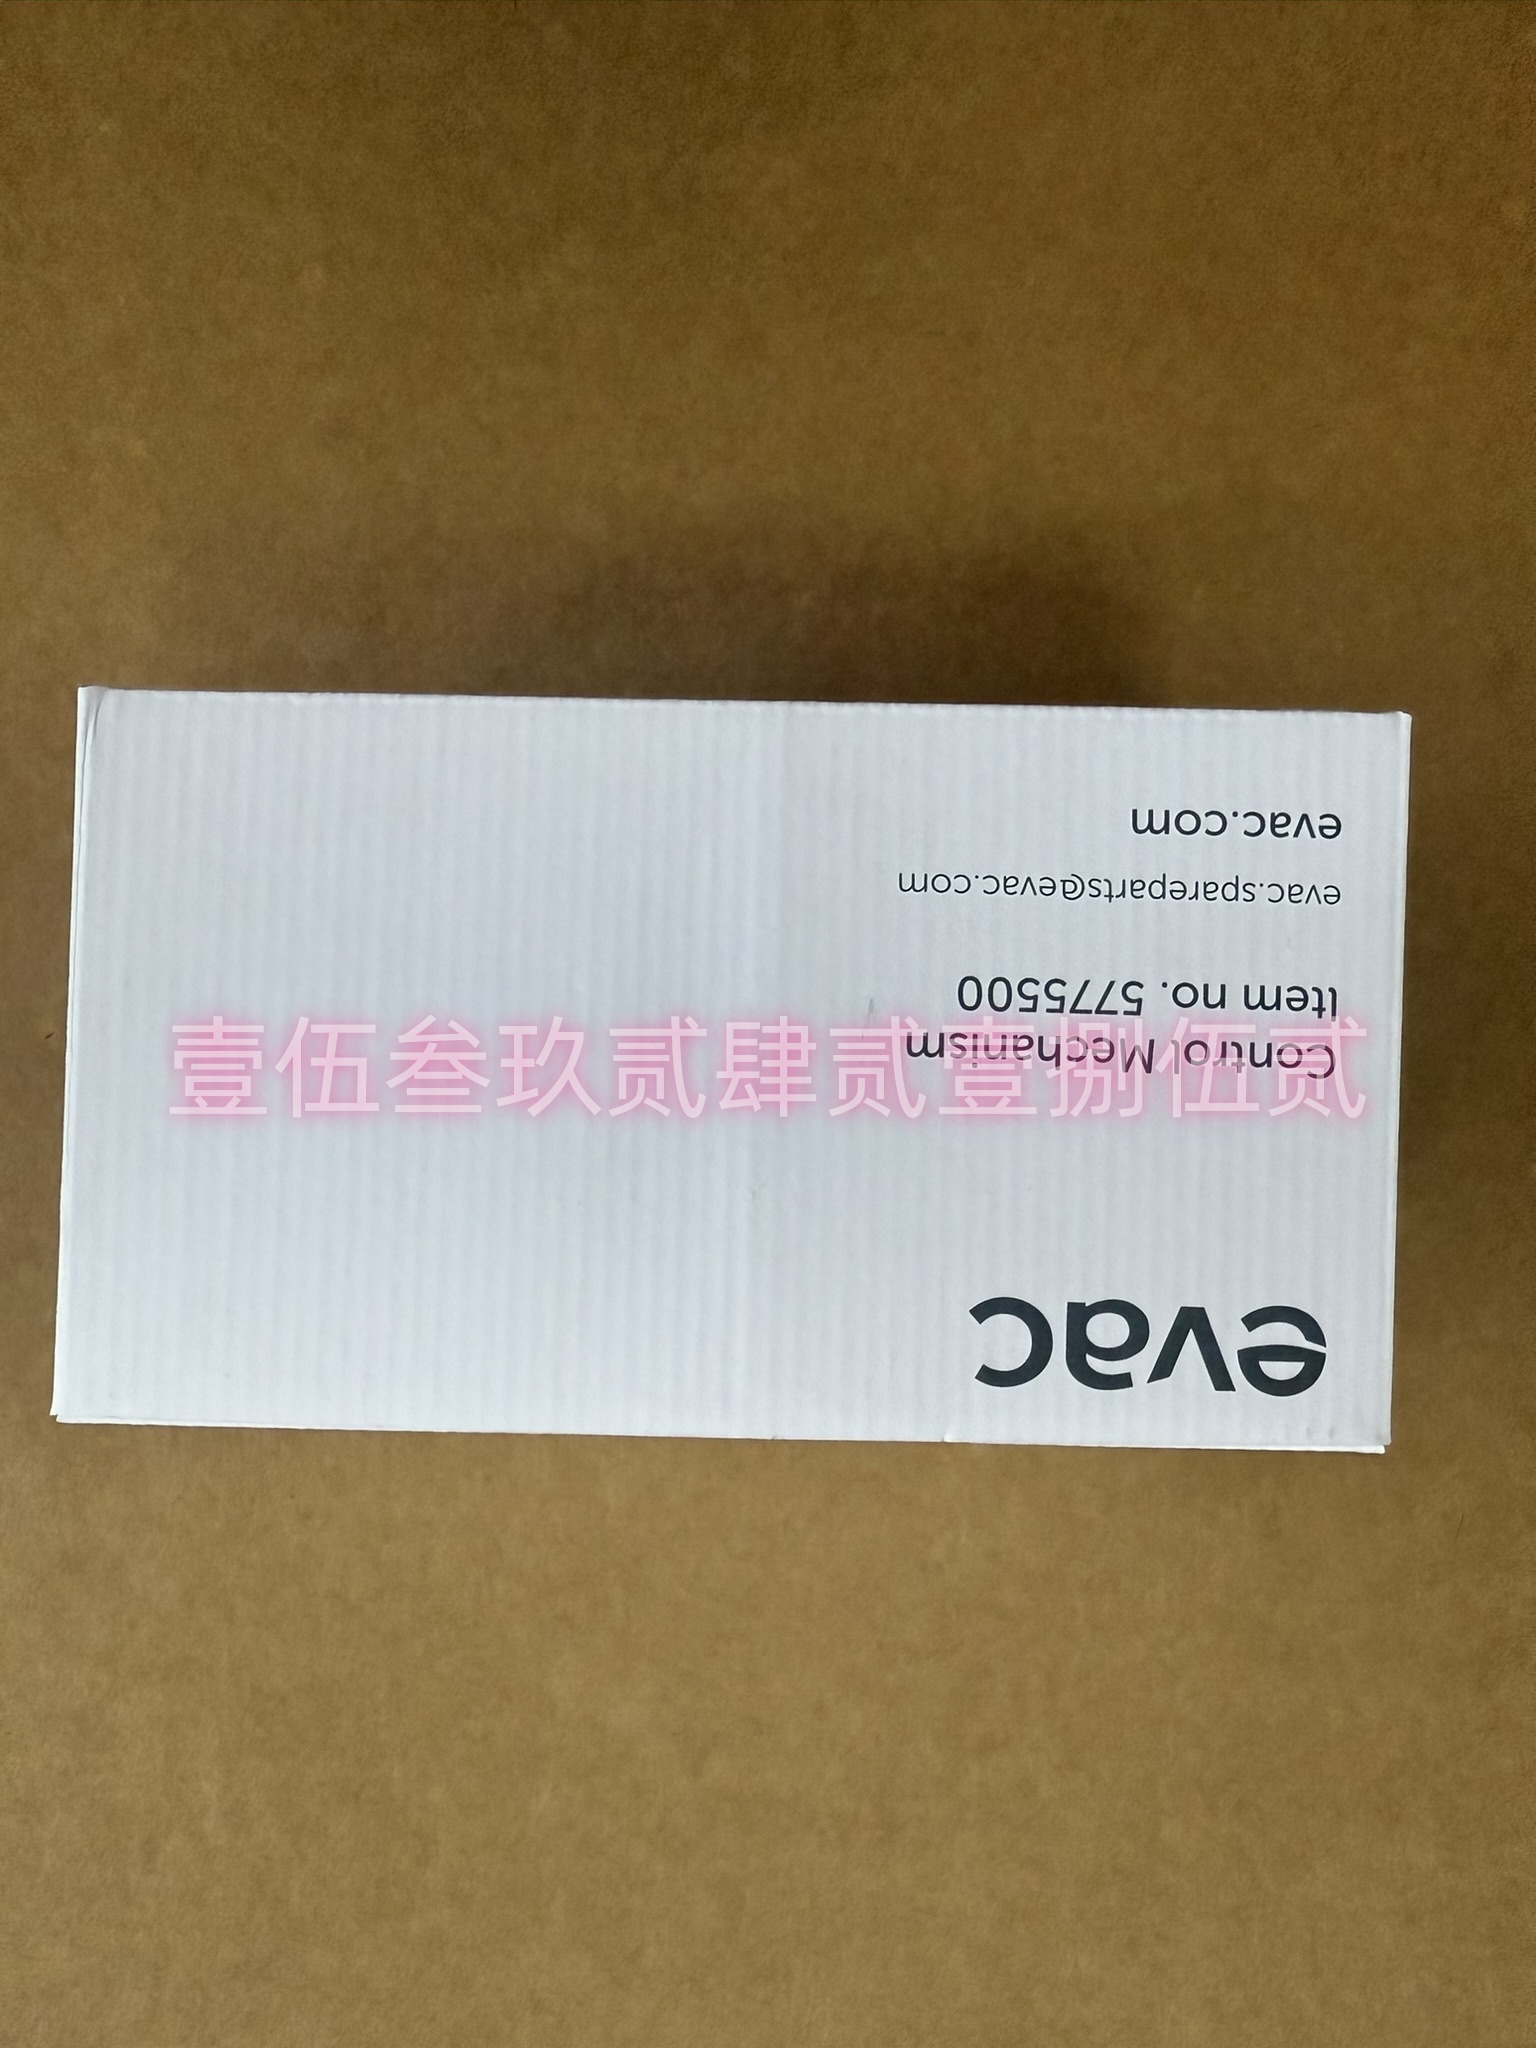 evac
Control Mechanism
Item no. 5775500
evac.spareparts@evac.com
evac.com
壹伍叁玖贰肆贰壹捌伍贰